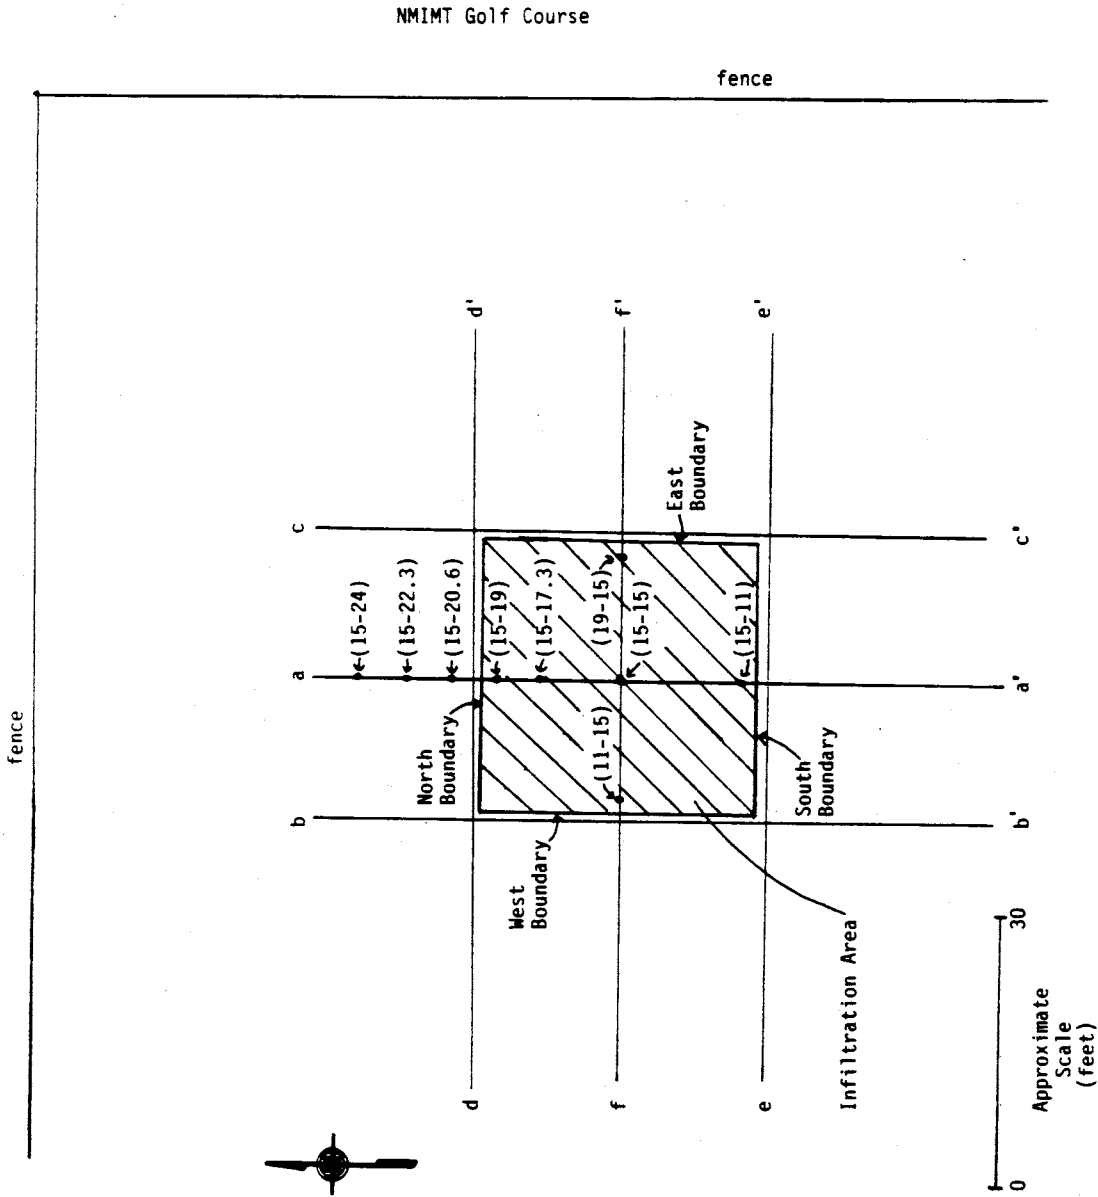 NMIMT Golf Course
fence
fence
d'
f'
e'
c
c'
East
Boundary
(15-24)
(15-22.3)
(15-20.6)
(15-19)
(15-17.3)
(19-15)
(15-15)
(15-11)
a
a'
(11-15)
North
Boundary
South
Boundary
b
b'
West
Boundary
d
f
e
Infiltration Area
0
30
Approximate
Scale
(feet)